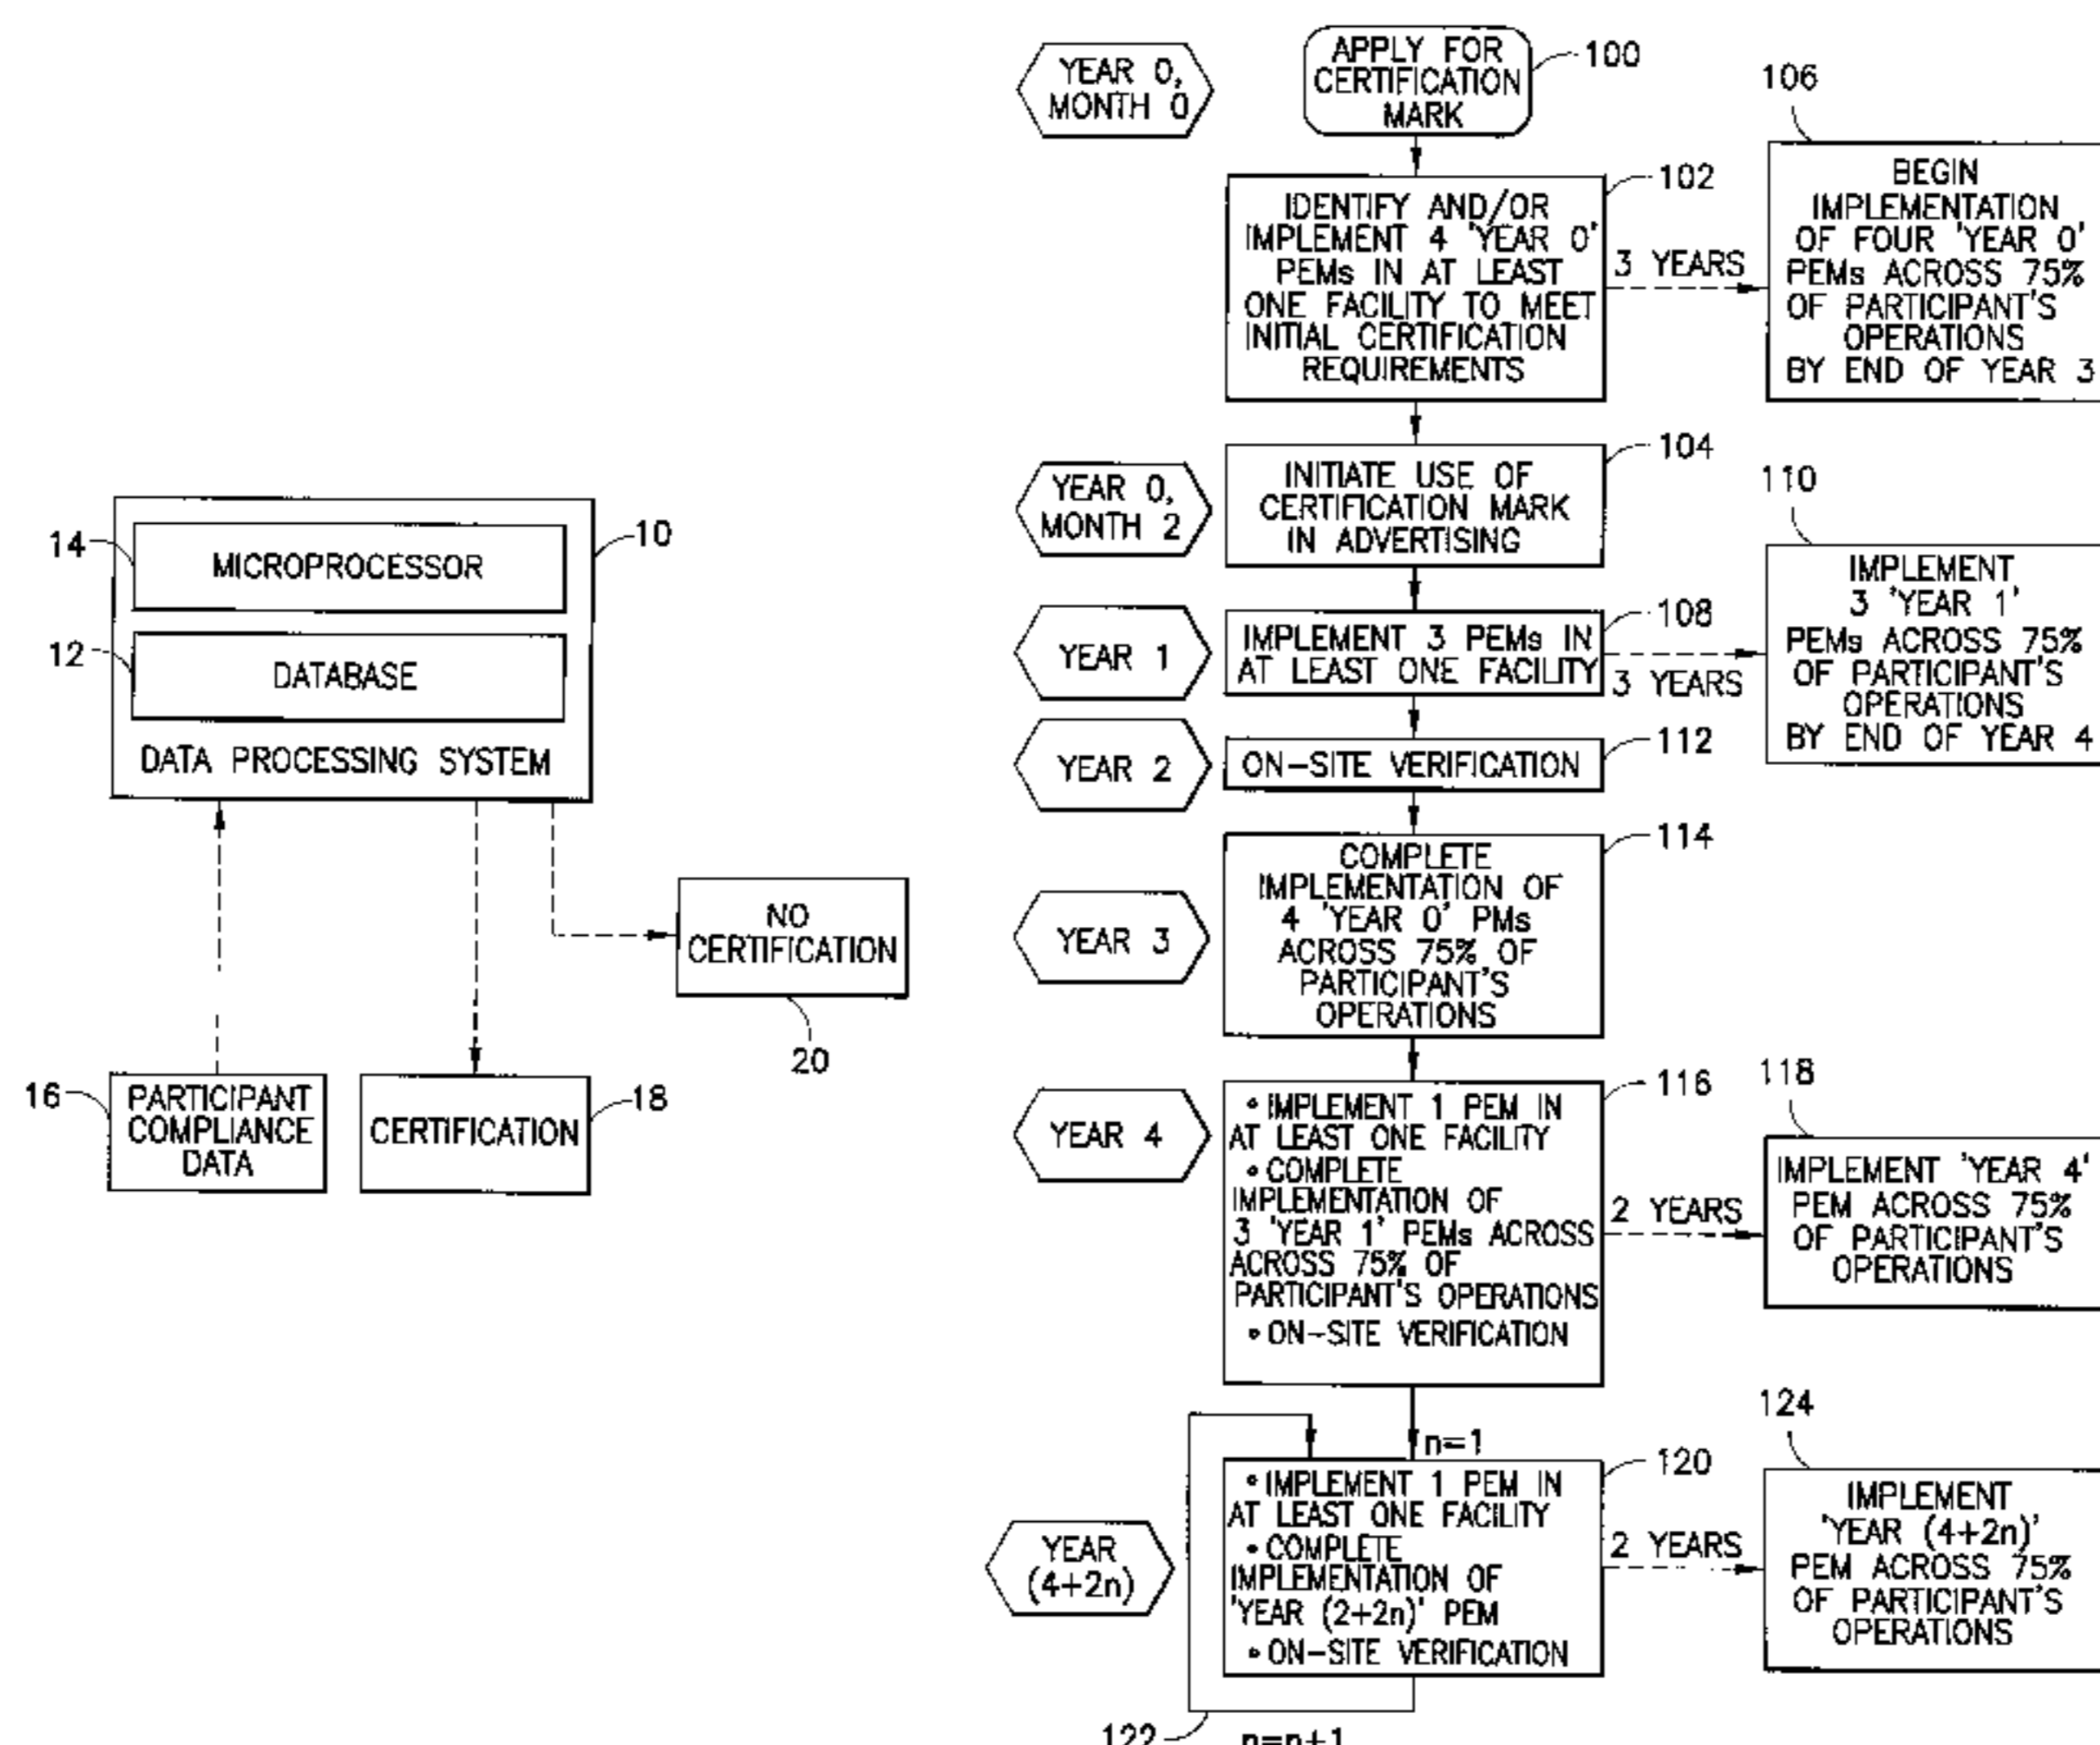 14
MICROPROCESSOR
10
12
DATABASE
DATA PROCESSING SYSTEM
NO
CERTIFICATION
20
16
PARTICIPANT
COMPLIANCE
DATA
CERTIFICATION
18
YEAR 0,
MONTH 0
APPLY FOR
CERTIFICATION
MARK
100
102
IDENTIFY AND/OR
IMPLEMENT 4 'YEAR 0'
PEMs IN AT LEAST
ONE FACILITY TO MEET
INITIAL CERTIFICATION
REQUIREMENTS
3 YEARS
106
BEGIN
IMPLEMENTATION
OF FOUR 'YEAR 0'
PEMs ACROSS 75%
OF PARTICIPANT'S
OPERATIONS
BY END OF YEAR 3
YEAR 0,
MONTH 2
104
INITIATE USE OF
CERTIFICATION MARK
IN ADVERTISING
YEAR 1
108
IMPLEMENT 3 PEMs IN
AT LEAST ONE FACILITY
3 YEARS
110
IMPLEMENT
3 'YEAR 1'
PEMs ACROSS 75%
OF PARTICIPANT'S
OPERATIONS
BY END OF YEAR 4
YEAR 2
ON-SITE VERIFICATION
112
YEAR 3
114
COMPLETE
IMPLEMENTATION OF
4 'YEAR 0' PMs
ACROSS 75% OF
PARTICIPANT'S
OPERATIONS
YEAR 4
116
• IMPLEMENT 1 PEM IN
AT LEAST ONE FACILITY
• COMPLETE
IMPLEMENTATION OF
3 'YEAR 1' PEMs ACROSS
ACROSS 75% OF
PARTICIPANT'S OPERATIONS
• ON-SITE VERIFICATION
2 YEARS
118
IMPLEMENT 'YEAR 4'
PEM ACROSS 75%
OF PARTICIPANT'S
OPERATIONS
n=1
YEAR
(4+2n)
120
• IMPLEMENT 1 PEM IN
AT LEAST ONE FACILITY
• COMPLETE
IMPLEMENTATION OF
'YEAR (2+2n)' PEM
• ON-SITE VERIFICATION
2 YEARS
124
IMPLEMENT
'YEAR (4+2n)'
PEM ACROSS 75%
OF PARTICIPANT'S
OPERATIONS
122
n=n+1